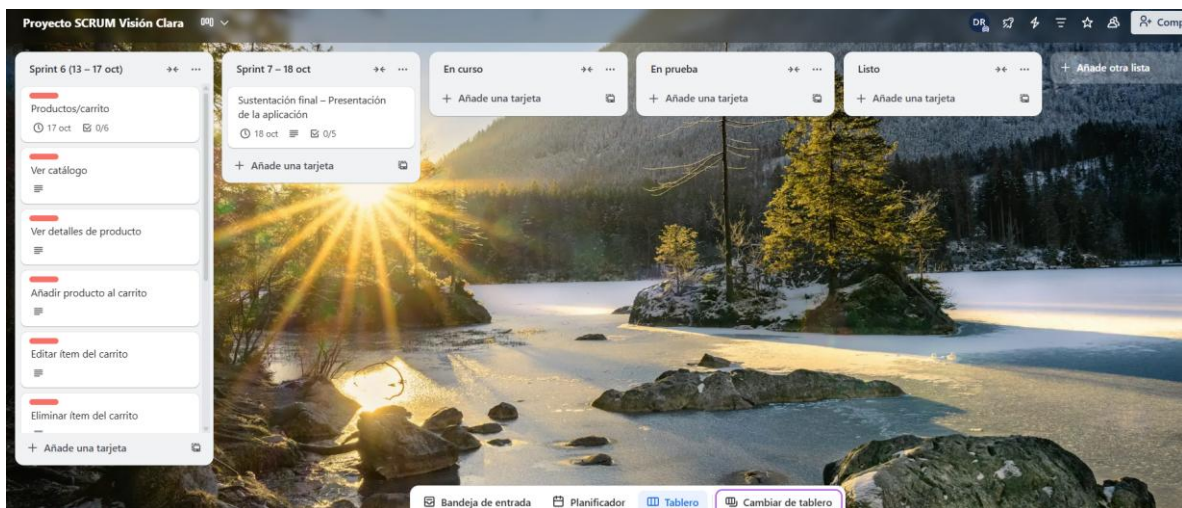 Proyecto SCRUM Visión Clara
DR
Sprint 6 (13 – 17 oct)
Productos/carrito
17 oct 0/6
Ver catálogo
Ver detalles de producto
Añadir producto al carrito
Editar ítem del carrito
Eliminar ítem del carrito
+ Añade una tarjeta
Sprint 7 – 18 oct
Sustentación final – Presentación
de la aplicación
18 oct 0/5
+ Añade una tarjeta
En curso
+ Añade una tarjeta
En prueba
+ Añade una tarjeta
Listo
+ Añade una tarjeta
+ Añade otra lista
Bandeja de entrada
Planificador
Tablero
Cambiar de tablero